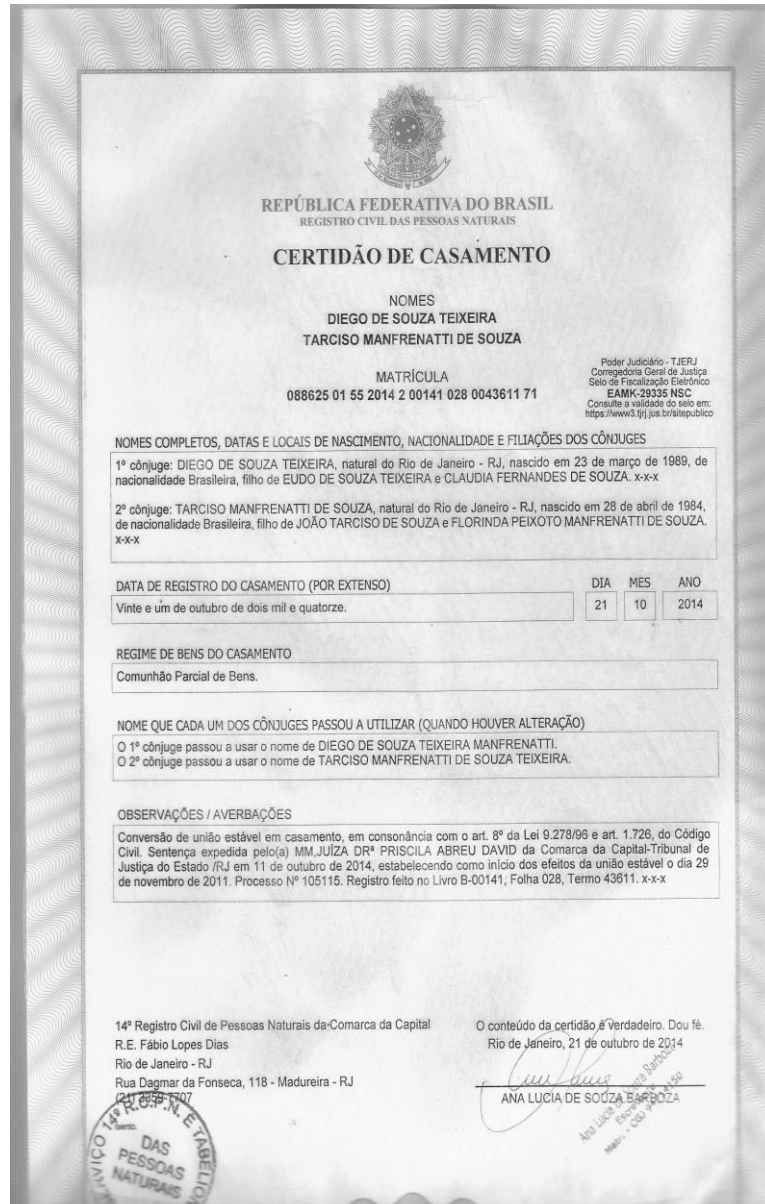 REPÚBLICA FEDERATIVA DO BRASIL
REGISTRO CIVIL DAS PESSOAS NATURAIS
CERTIDÃO DE CASAMENTO
NOMES
DIEGO DE SOUZA TEIXEIRA
TARCISO MANFRENATTI DE SOUZA
MATRÍCULA
088625 01 55 2014 2 00141 028 0043611 71
Poder Judiciário - TJERJ
Corregedoria Geral de Justiça
Selo de Fiscalização Eletrônico
EAMK-29335 NSC
Consulte a validade do selo em:
https://www3.tjrj.jus.br/sitepublico
NOMES COMPLETOS, DATAS E LOCAIS DE NASCIMENTO, NACIONALIDADE E FILIAÇÕES DOS CÔNJUGES
1º cônjuge: DIEGO DE SOUZA TEIXEIRA, natural do Rio de Janeiro - RJ, nascido em 23 de março de 1989, de
nacionalidade Brasileira, filho de EUDO DE SOUZA TEIXEIRA e CLAUDIA FERNANDES DE SOUZA. x-x-x
2º cônjuge: TARCISO MANFRENATTI DE SOUZA, natural do Rio de Janeiro - RJ, nascido em 28 de abril de 1984,
de nacionalidade Brasileira, filho de JOÃO TARCISO DE SOUZA e FLORINDA PEIXOTO MANFRENATTI DE SOUZA.
x-x-x
DATA DE REGISTRO DO CASAMENTO (POR EXTENSO) DIA MES ANO
Vinte e um de outubro de dois mil e quatorze. 21 10 2014
REGIME DE BENS DO CASAMENTO
Comunhão Parcial de Bens.
NOME QUE CADA UM DOS CÔNJUGES PASSOU A UTILIZAR (QUANDO HOUVER ALTERAÇÃO)
O 1º cônjuge passou a usar o nome de DIEGO DE SOUZA TEIXEIRA MANFRENATTI.
O 2º cônjuge passou a usar o nome de TARCISO MANFRENATTI DE SOUZA TEIXEIRA.
OBSERVAÇÕES / AVERBAÇÕES
Conversão de união estável em casamento, em consonância com o art. 8º da Lei 9.278/96 e art. 1.726, do Código
Civil. Sentença expedida pelo(a) MM,JUÍZA DRª PRISCILA ABREU DAVID da Comarca da Capital-Tribunal de
Justiça do Estado /RJ em 11 de outubro de 2014, estabelecendo como inicio dos efeitos da união estável o dia 29
de novembro de 2011. Processo Nº 105115. Registro feito no Livro B-00141, Folha 028, Termo 43611. x-x-x
14º Registro Civil de Pessoas Naturais da Comarca da Capital
R.E. Fábio Lopes Dias
Rio de Janeiro - RJ
Rua Dagmar da Fonseca, 118 - Madureira - RJ
(21) 3359-7707
O conteúdo da certidão é verdadeiro. Dou fé.
Rio de Janeiro, 21 de outubro de 2014
ANA LUCIA DE SOUZA BARBOZA
Ana Lucia de Souza Barboza
Escrevente
14º R.C.P.N. E TABELION
DAS
PESSOAS
NATURAIS